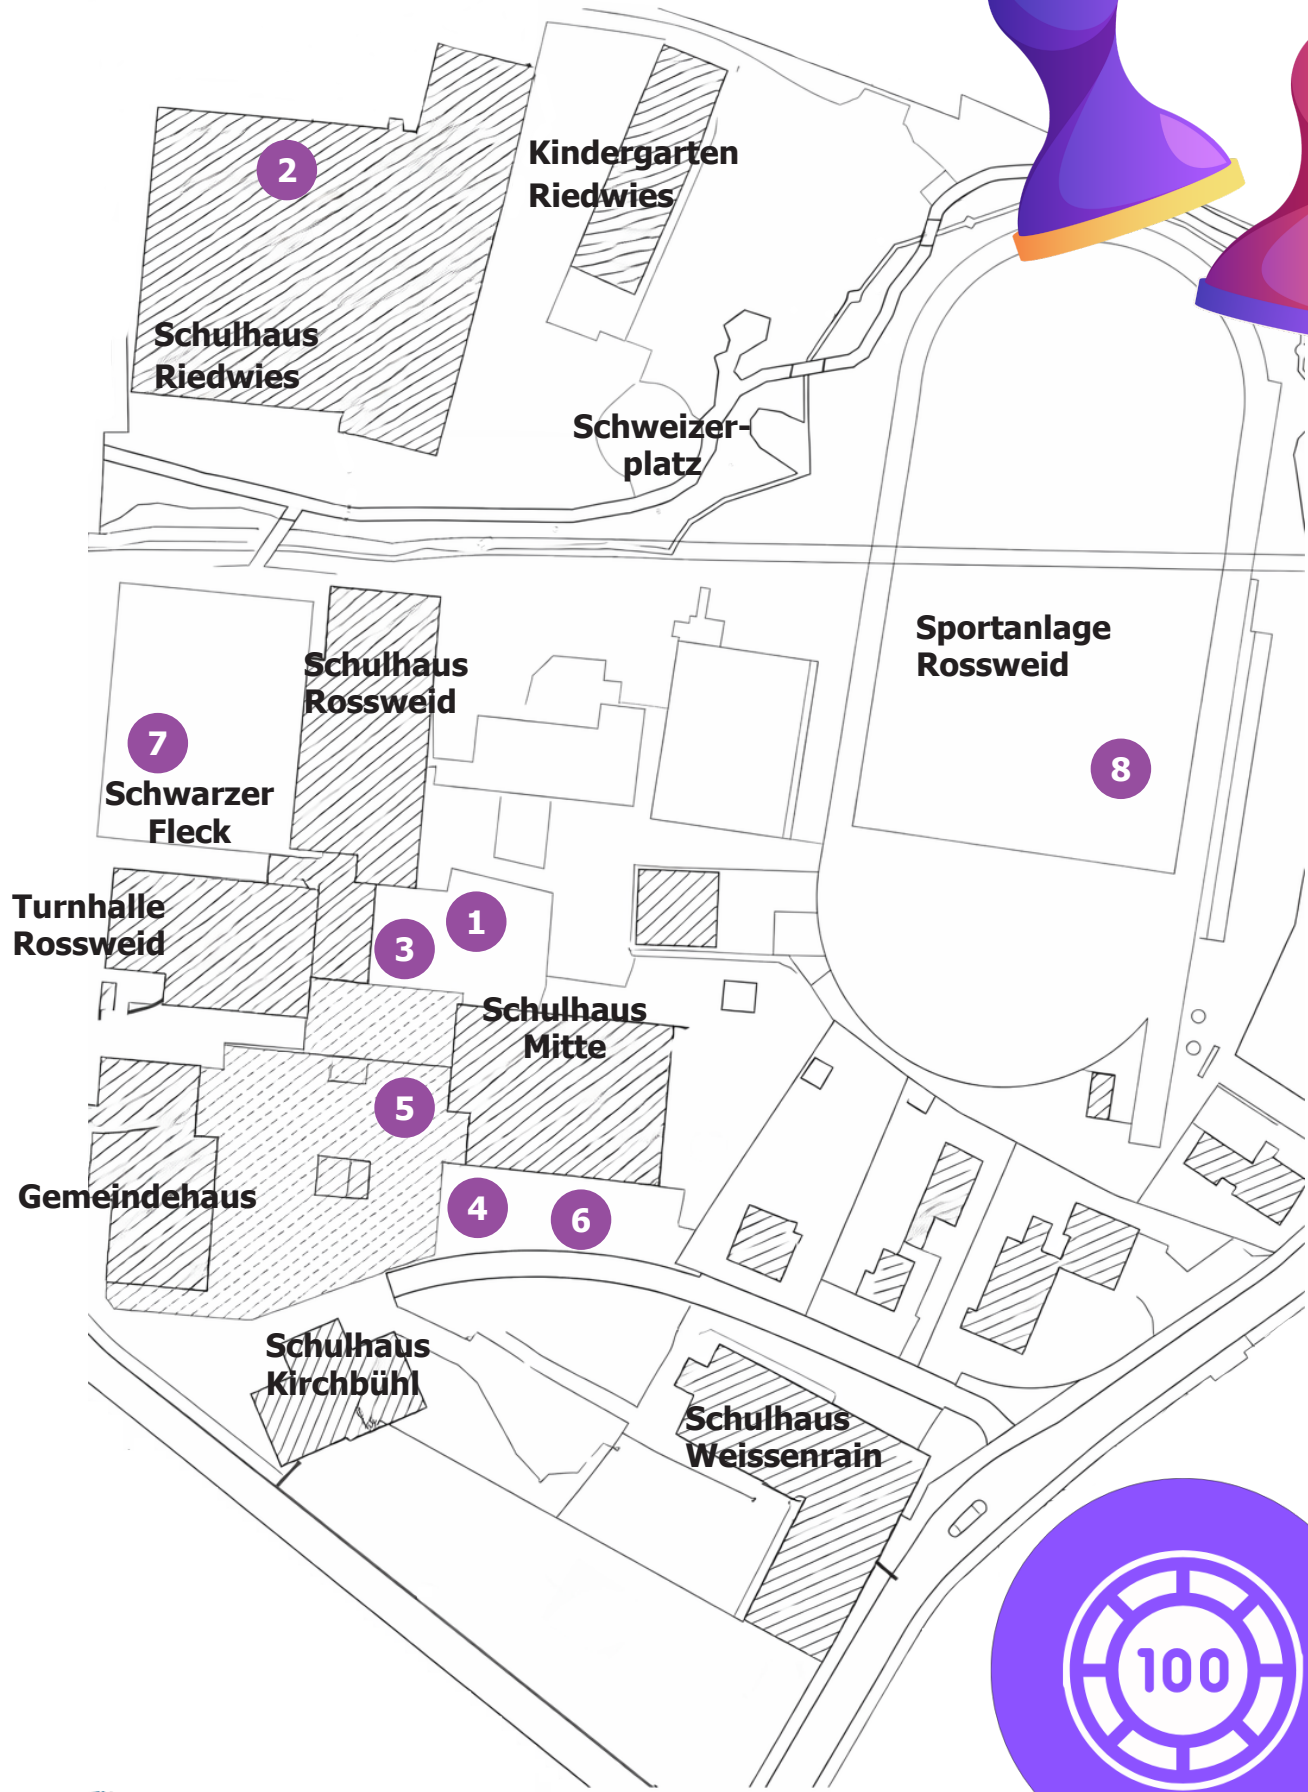 2
Kindergarten
Riedwies
Schulhaus
Riedwies
Schweizer-
platz
Sportanlage
Rossweid
Schulhaus
Rossweid
7
8
Schwarzer
Fleck
Turnhalle
Rossweid
1
3
Schulhaus
Mitte
5
Gemeindehaus
4
6
Schulhaus
Kirchbühl
Schulhaus
Weissenrain
100